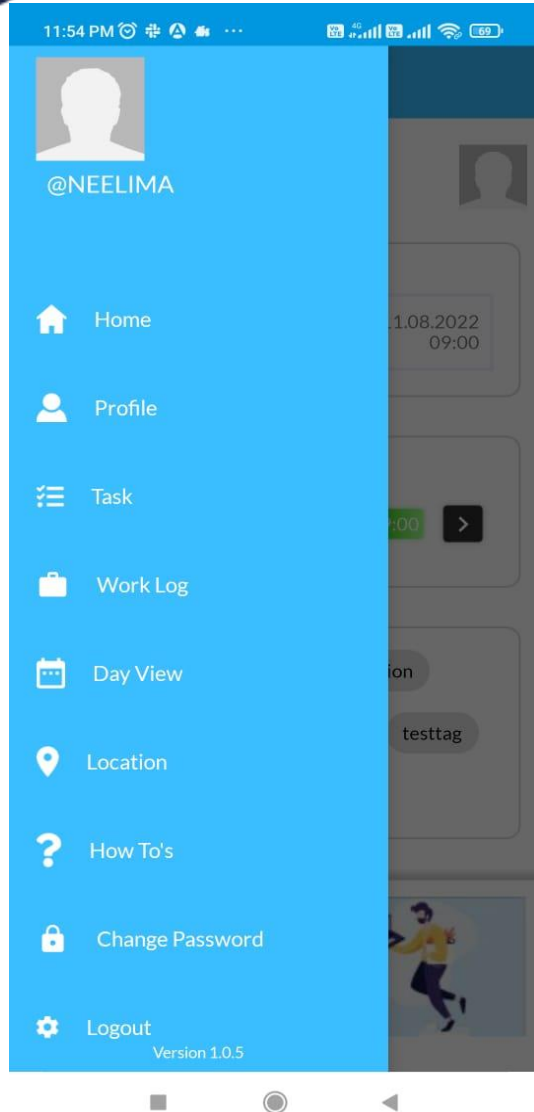 11:54 PM
69
@NEELIMA
Home
1.08.2022
09:00
Profile
Task
:00
Work Log
Day View
ion
testtag
Location
How To's
Change Password
Logout
Version 1.0.5